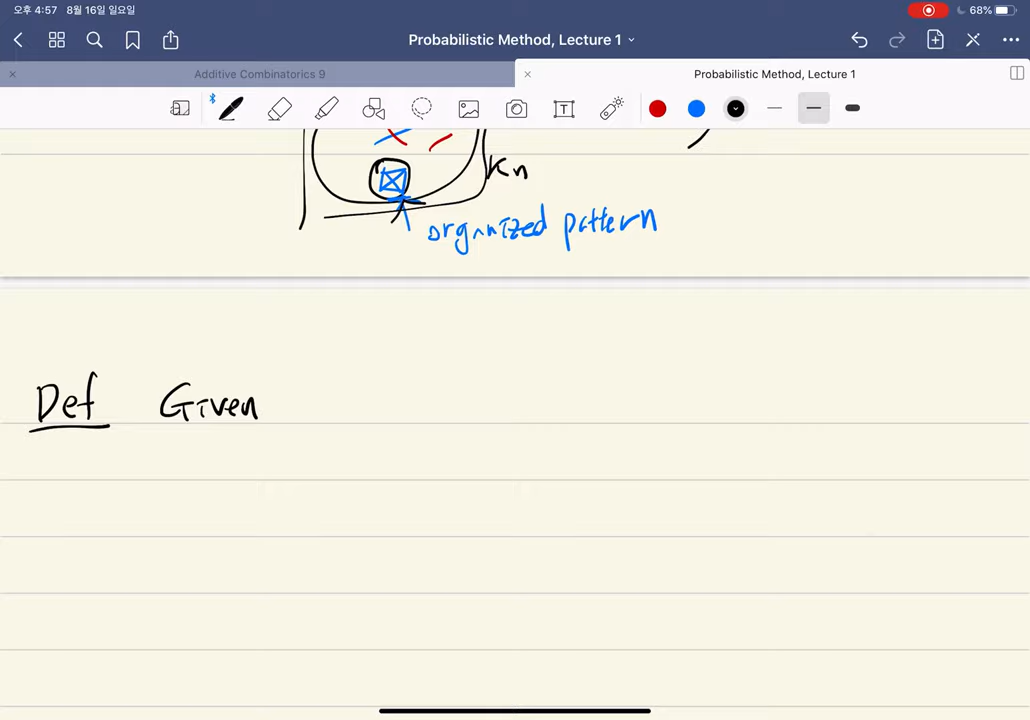 오후 4:57 8월 16일 일요일 68%
Probabilistic Method, Lecture 1
Additive Combinatorics 9
Probabilistic Method, Lecture 1
Kn
organized pattern
Def Given